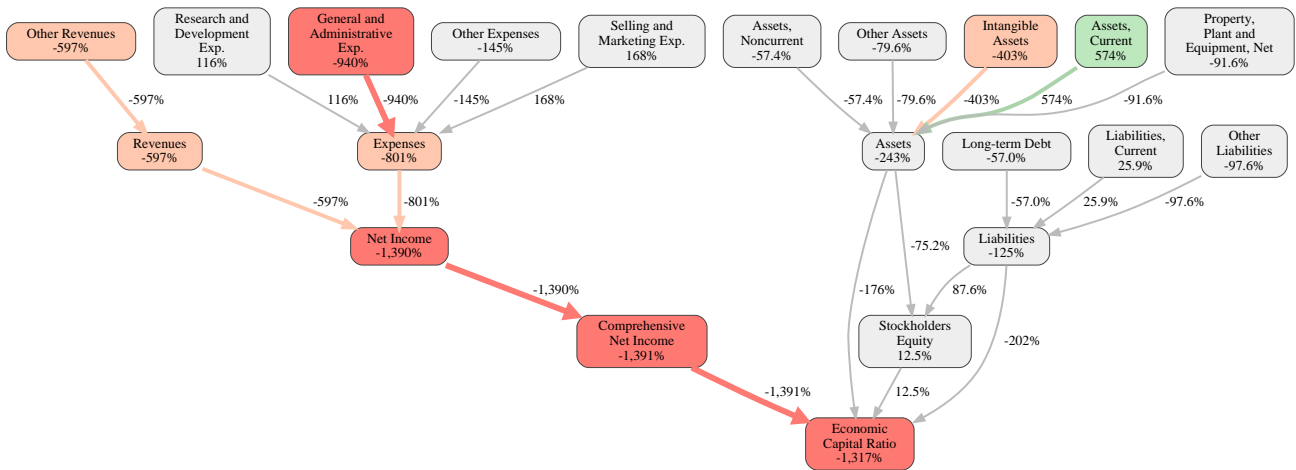 Other Revenues
-597%
Research and
Development
Exp.
116%
General and
Administrative
Exp.
-940%
Other Expenses
-145%
Selling and
Marketing Exp.
168%
Assets,
Noncurrent
-57.4%
Other Assets
-79.6%
Intangible
Assets
-403%
Assets,
Current
574%
Property,
Plant and
Equipment, Net
-91.6%
-597%
116%
-940%
-145%
168%
-57.4%
-79.6%
-403%
574%
-91.6%
Revenues
-597%
Expenses
-801%
Assets
-243%
Long-term Debt
-57.0%
Liabilities,
Current
25.9%
Other
Liabilities
-97.6%
-597%
-801%
-57.0%
25.9%
-97.6%
Net Income
-1,390%
-75.2%
Liabilities
-125%
-1,390%
-176%
87.6%
Comprehensive
Net Income
-1,391%
Stockholders
Equity
12.5%
-202%
-1,391%
12.5%
Economic
Capital Ratio
-1,317%